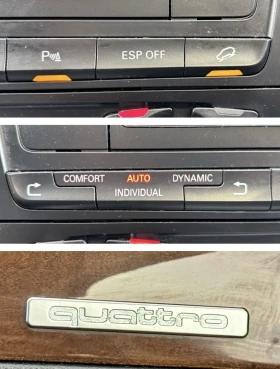 P ESP OFF
COMFORT AUTO DYNAMIC
INDIVIDUAL
quattro